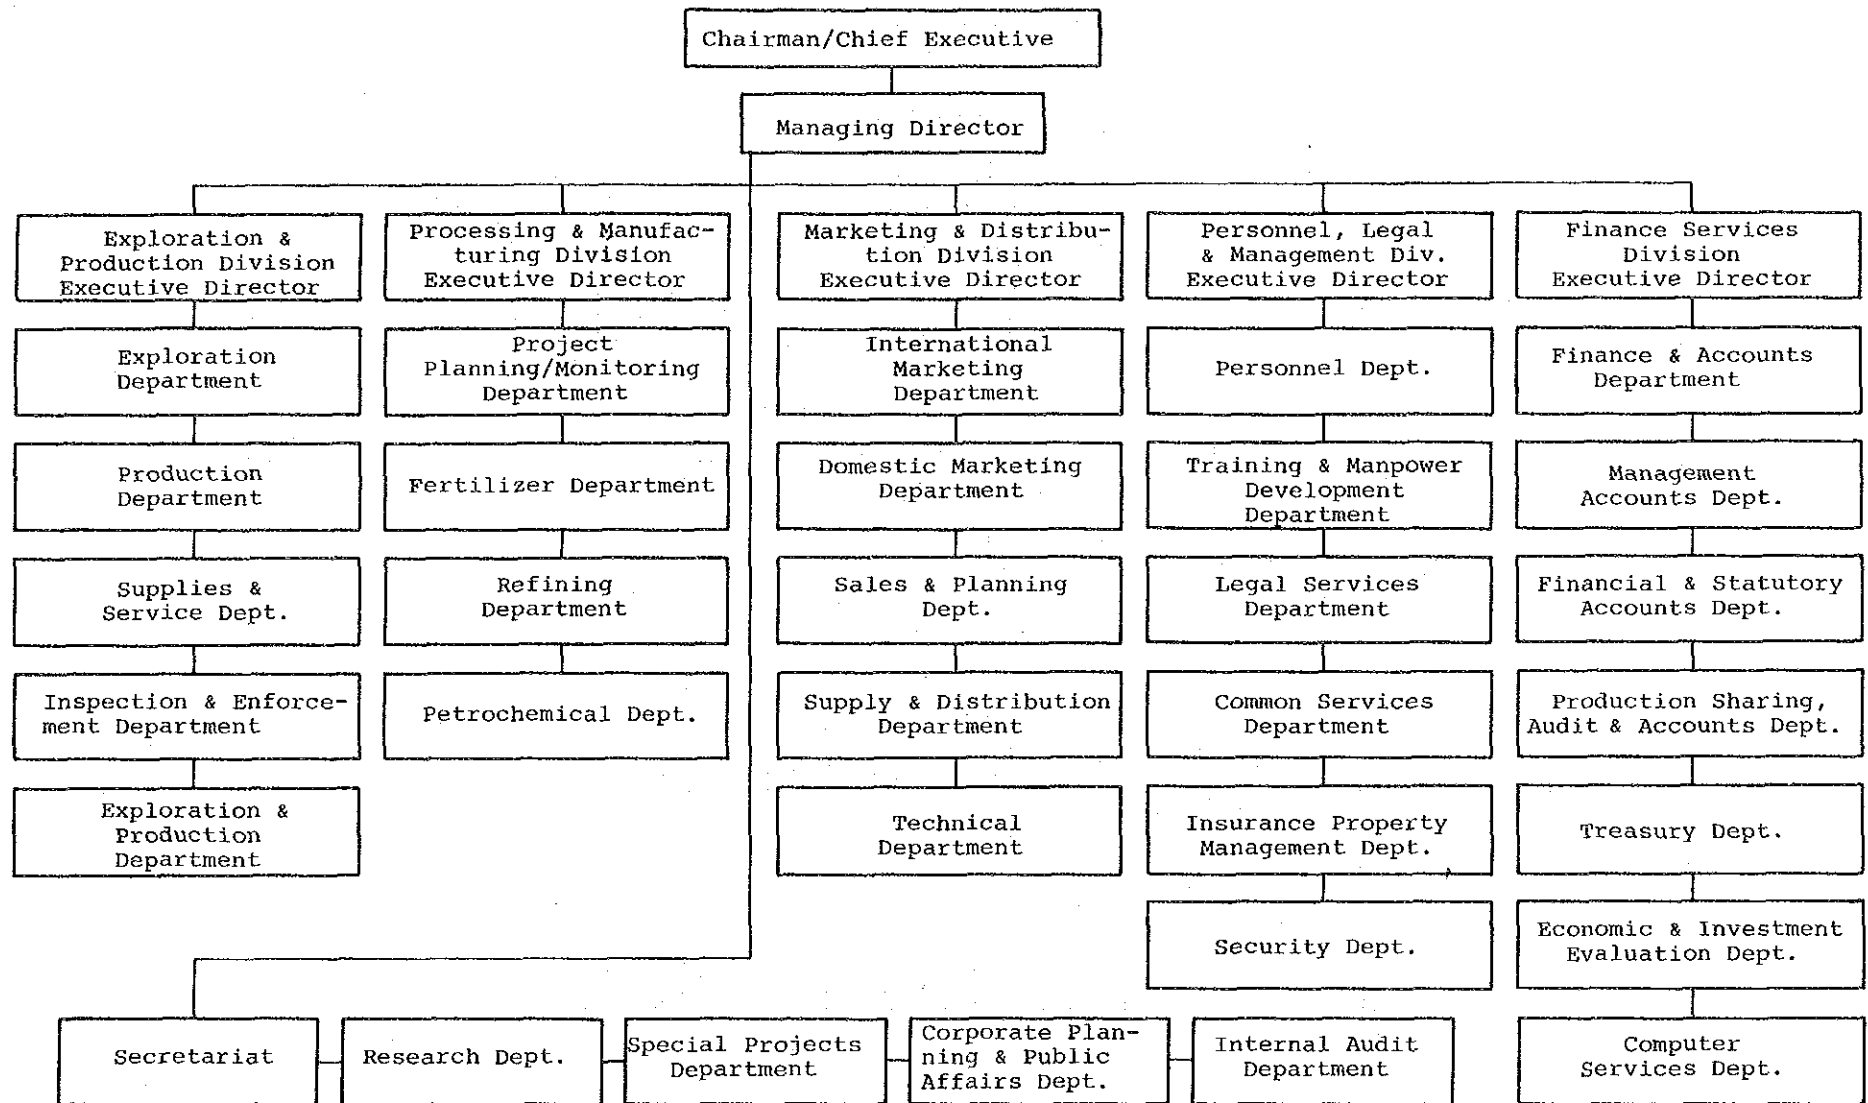 Chairman/Chief Executive
Managing Director
Exploration &
Production Division
Executive Director
Processing & Manufac-
turing Division
Executive Director
Marketing & Distribu-
tion Division
Executive Director
Personnel, Legal
& Management Div.
Executive Director
Finance Services
Division
Executive Director
Exploration
Department
Project
Planning/Monitoring
Department
International
Marketing
Department
Personnel Dept.
Finance & Accounts
Department
Production
Department
Fertilizer Department
Domestic Marketing
Department
Training & Manpower
Development
Department
Management
Accounts Dept.
Supplies &
Service Dept.
Refining
Department
Sales & Planning
Dept.
Legal Services
Department
Financial & Statutory
Accounts Dept.
Inspection & Enforce-
ment Department
Petrochemical Dept.
Supply & Distribution
Department
Common Services
Department
Production Sharing,
Audit & Accounts Dept.
Exploration &
Production
Department
Technical
Department
Insurance Property
Management Dept.
Treasury Dept.
Security Dept.
Economic & Investment
Evaluation Dept.
Secretariat
Research Dept.
Special Projects
Department
Corporate Plan-
ning & Public
Affairs Dept.
Internal Audit
Department
Computer
Services Dept.